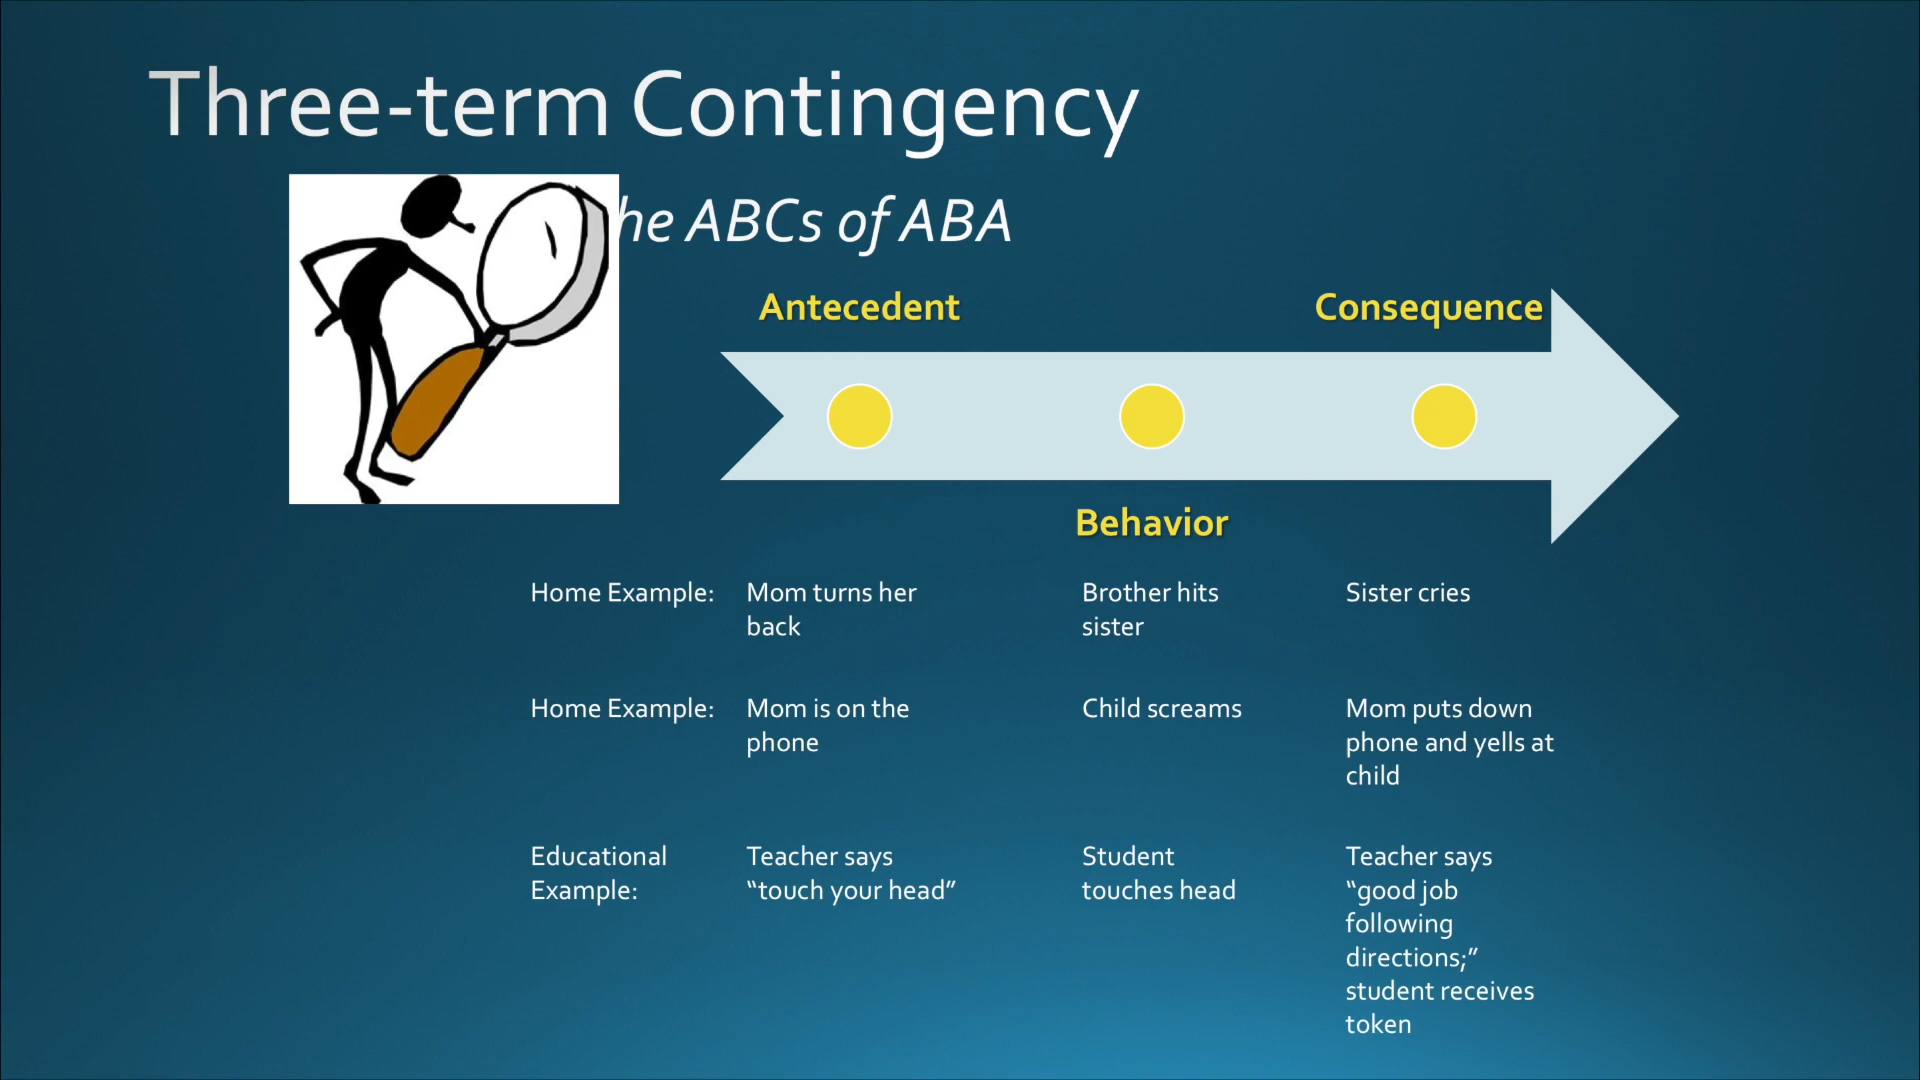 Three-term Contingency
he ABCs of ABA
Antecedent
Consequence
Behavior
Home Example:
Mom turns her
back
Brother hits
sister
Sister cries
Home Example:
Mom is on the
phone
Child screams
Mom puts down
phone and yells at
child
Educational
Example:
Teacher says
“touch your head”
Student
touches head
Teacher says
“good job
following
directions;”
student receives
token